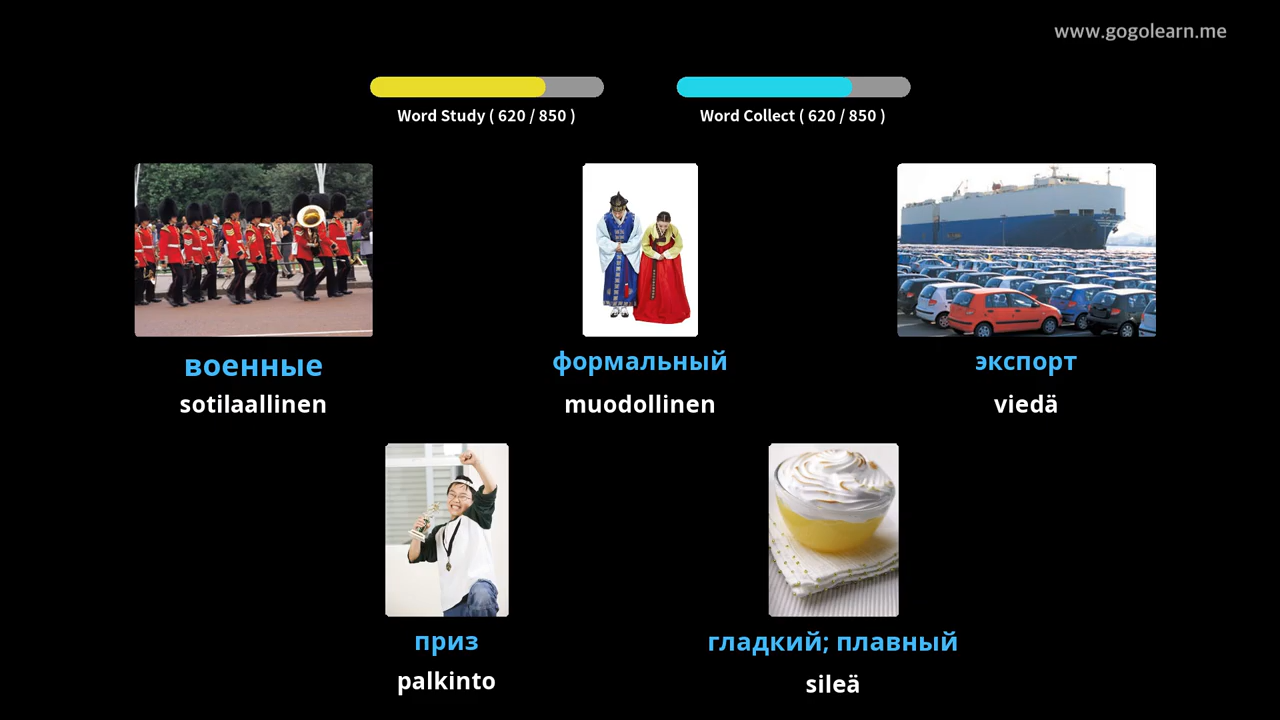 www.gogolearn.me
Word Study ( 620 / 850 )
Word Collect ( 620 / 850 )
военные
sotilaallinen
формальный
muodollinen
экспорт
viedä
приз
palkinto
гладкий; плавный
sileä